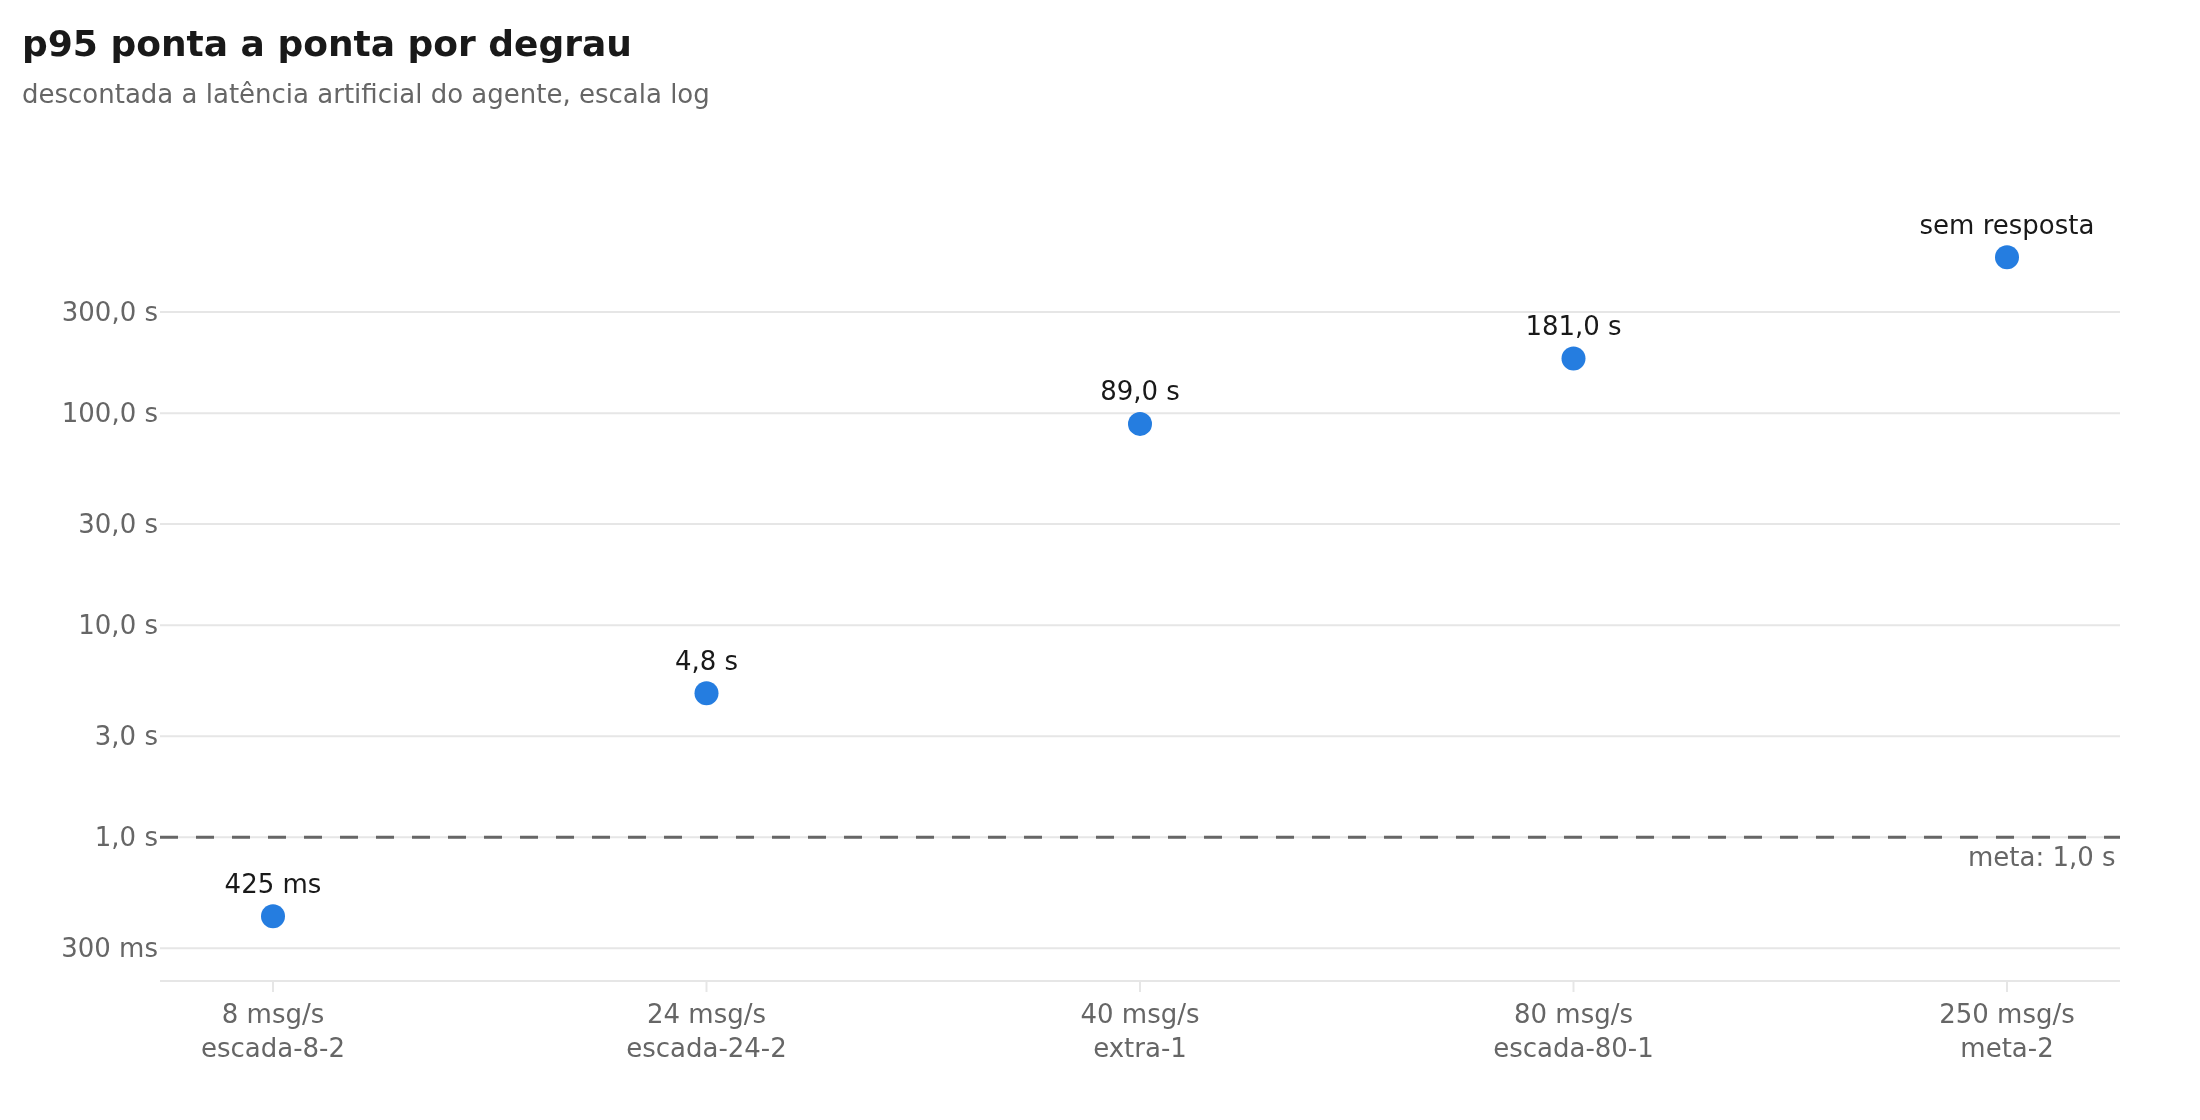 p95 ponta a ponta por degrau
descontada a latência artificial do agente, escala log
sem resposta
300,0 s
181,0 s
89,0 s
100,0 s
30,0 s
10,0 s
4,8 s
3,0 s
1,0 s
meta: 1,0 s
425 ms
300 ms
8 msg/s
escada-8-2
24 msg/s
escada-24-2
40 msg/s
extra-1
80 msg/s
escada-80-1
250 msg/s
meta-2